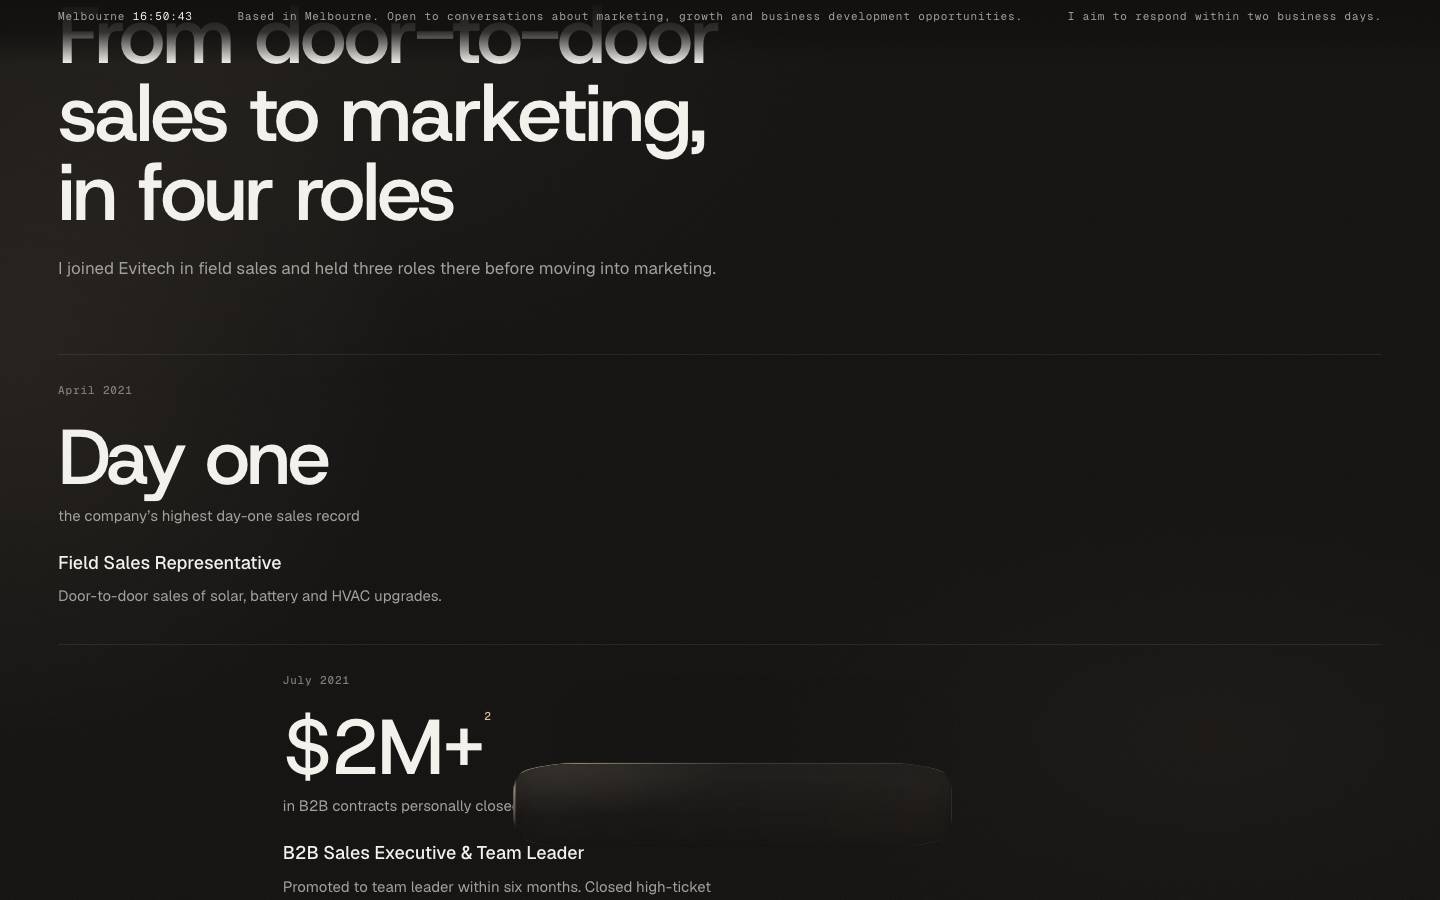 Melbourne 16:50:43 Based in Melbourne. Open to conversations about marketing, growth and business development opportunities. I aim to respond within two business days.
From door-to-door
sales to marketing,
in four roles
I joined Evitech in field sales and held three roles there before moving into marketing.
April 2021
Day one
the company's highest day-one sales record
Field Sales Representative
Door-to-door sales of solar, battery and HVAC upgrades.
July 2021
$2M+ 2
in B2B contracts personally close
B2B Sales Executive & Team Leader
Promoted to team leader within six months. Closed high-ticket